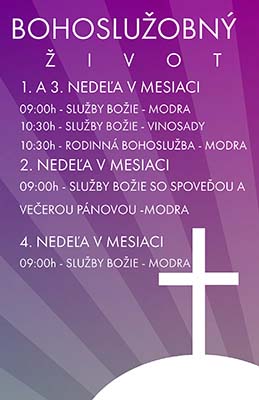 BOHOSLUŽOBNÝ
ŽIVOT
1. A 3. NEDEĽA V MESIACI
09:00h - SLUŽBY BOŽIE - MODRA
10:30h - SLUŽBY BOŽIE - VINOSADY
10:30h - RODINNÁ BOHOSLUŽBA - MODRA
2. NEDEĽA V MESIACI
09:00h - SLUŽBY BOŽIE SO SPOVEĎOU A
VEČEROU PÁNOVOU -MODRA
4. NEDEĽA V MESIACI
09:00h - SLUŽBY BOŽIE - MODRA